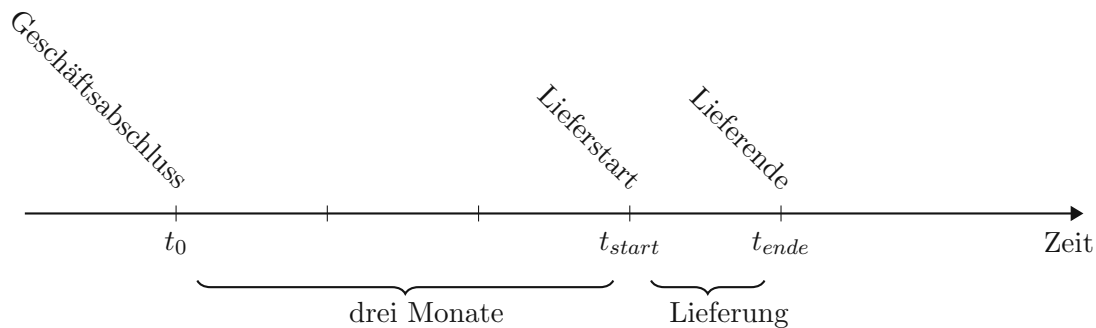 Geschäftsabschluss
Lieferstart
Lieferende
t0
tstart
tende
Zeit
drei Monate
Lieferung